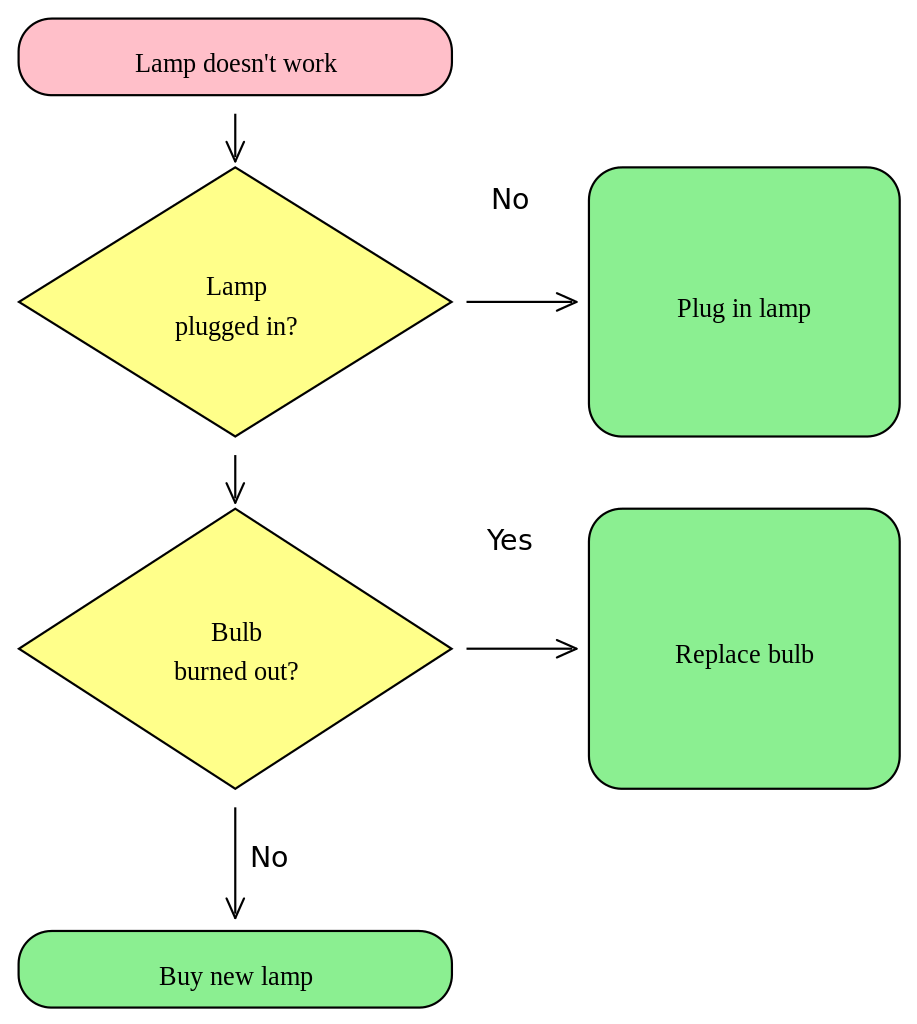 Lamp doesn't work
No
Lamp
plugged in?
Plug in lamp
Yes
Bulb
burned out?
Replace bulb
No
Buy new lamp